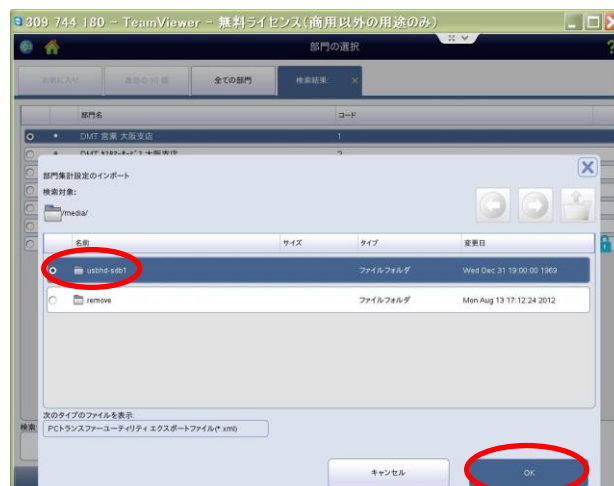 309 744 180 - TeamViewer - 無料ライセンス(商用以外の用途のみ)
部門の選択
?
お気に入り
全ての部門
検索結果
×
部門名
コード
DMT 営業 大阪支店
1
部門集計設定のインポート
検索対象:
/media/
名前
サイズ
タイプ
変更日
usbhd-sdb1
ファイルフォルダ
Wed Dec 31 19:00:00 1969
remove
ファイルフォルダ
Mon Aug 13 17:12:24 2012
次のタイプのファイルを表示:
検索
PCトランスファーユーティリティ エクスポートファイル(*.xml)
キャンセル
OK